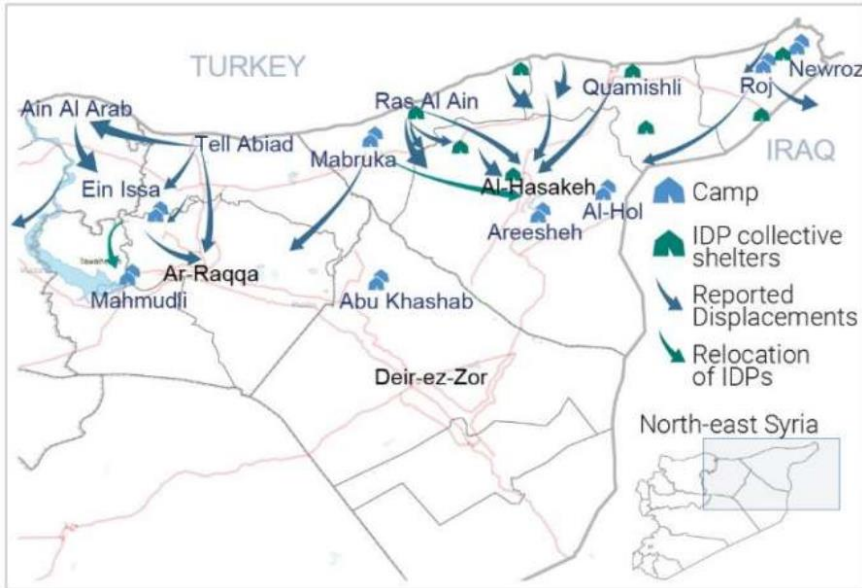 TURKEY
Ain Al Arab
Tell Abiad
Ras Al Ain
Quamishli
Newroz
Roj
Mabruka
IRAQ
Ein Issa
Al-Hasakeh
Al-Hol
Areesheh
Ar-Raqqa
Mahmudli
Abu Khashab
Deir-ez-Zor
Camp
IDP collective
shelters
Reported
Displacements
Relocation
of IDPs
North-east Syria